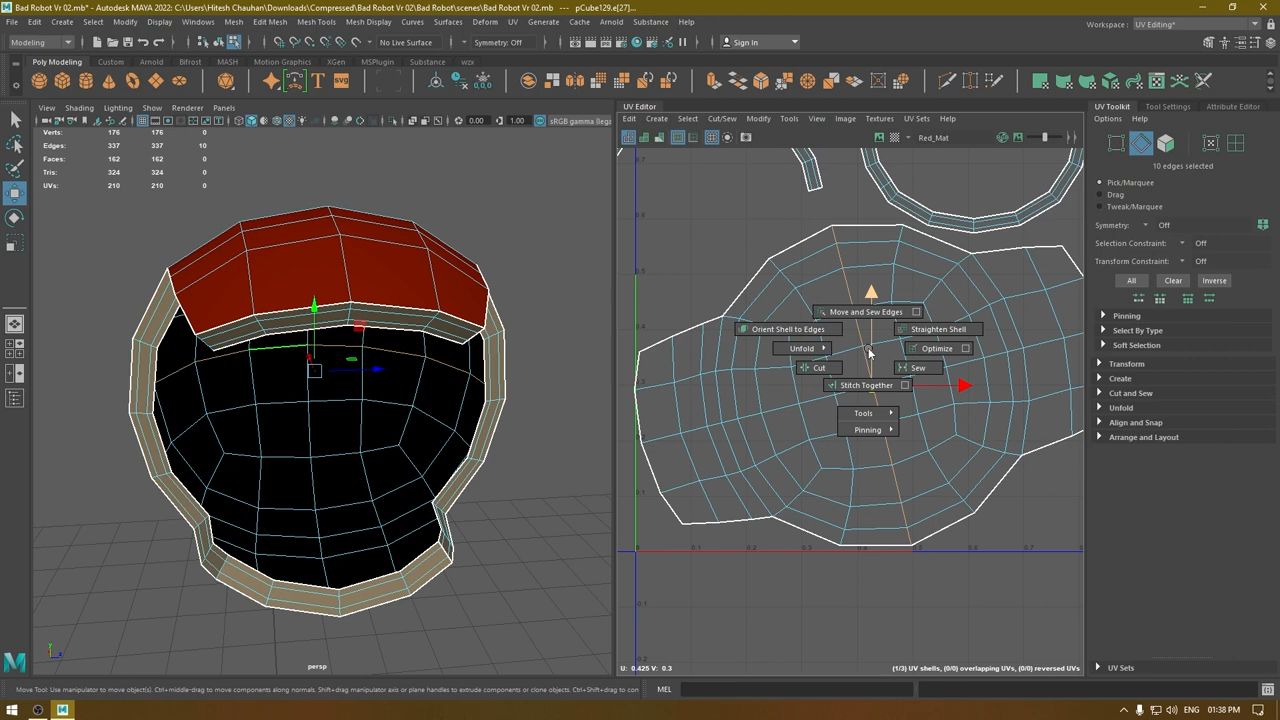 Bad Robot Vr 02.mb* - Autodesk MAYA 2022: C:\Users\Hitesh Chauhan\Downloads\Compressed\Bad Robot Vr 02\Bad Robot\scenes\Bad Robot Vr 02.mb --- pCube129.e[27]...
File Edit Create Select Modify Display Windows Mesh Edit Mesh Mesh Tools Mesh Display Curves Surfaces Deform UV Generate Cache Arnold Substance Help
Workspace : UV Editing*
Modeling No Live Surface Symmetry: Off Sign In
Poly Modeling Custom Arnold Bifrost MASH Motion Graphics XGen MSPlugin Substance wzx
View Shading Lighting Show Renderer Panels
0.00 1.00 sRGB gamma (lega
Verts: 176 176 0
Edges: 337 337 10
Faces: 162 162 0
Tris: 324 324 0
UVs: 210 210 0
persp
UV Editor
File Create Select Cut/Sew Modify Tools View Image Textures UV Sets Help
Red_Mat
Move and Sew Edges
Orient Shell to Edges Straighten Shell
Unfold Optimize
Cut Sew
Stitch Together
Tools
Pinning
U: 0.425 V: 0.3 (1/3) UV shells, (0/0) overlapping UVs, (0/0) reversed UVs
UV Toolkit Tool Settings Attribute Editor
Options Help
10 edges selected
Pick/Marquee
Drag
Tweak/Marquee
Symmetry: Off
Selection Constraint: Off
Transform Constraint: Off
All Clear Inverse
Pinning
Select By Type
Soft Selection
Transform
Create
Cut and Sew
Unfold
Align and Snap
Arrange and Layout
UV Sets
Move Tool: Use manipulator to move object(s). Ctrl+middle-drag to move components along normals. Shift+drag manipulator axis or plane handles to extrude components or clone objects. Ctrl+Shift+drag to con
MEL
ENG 01:38 PM